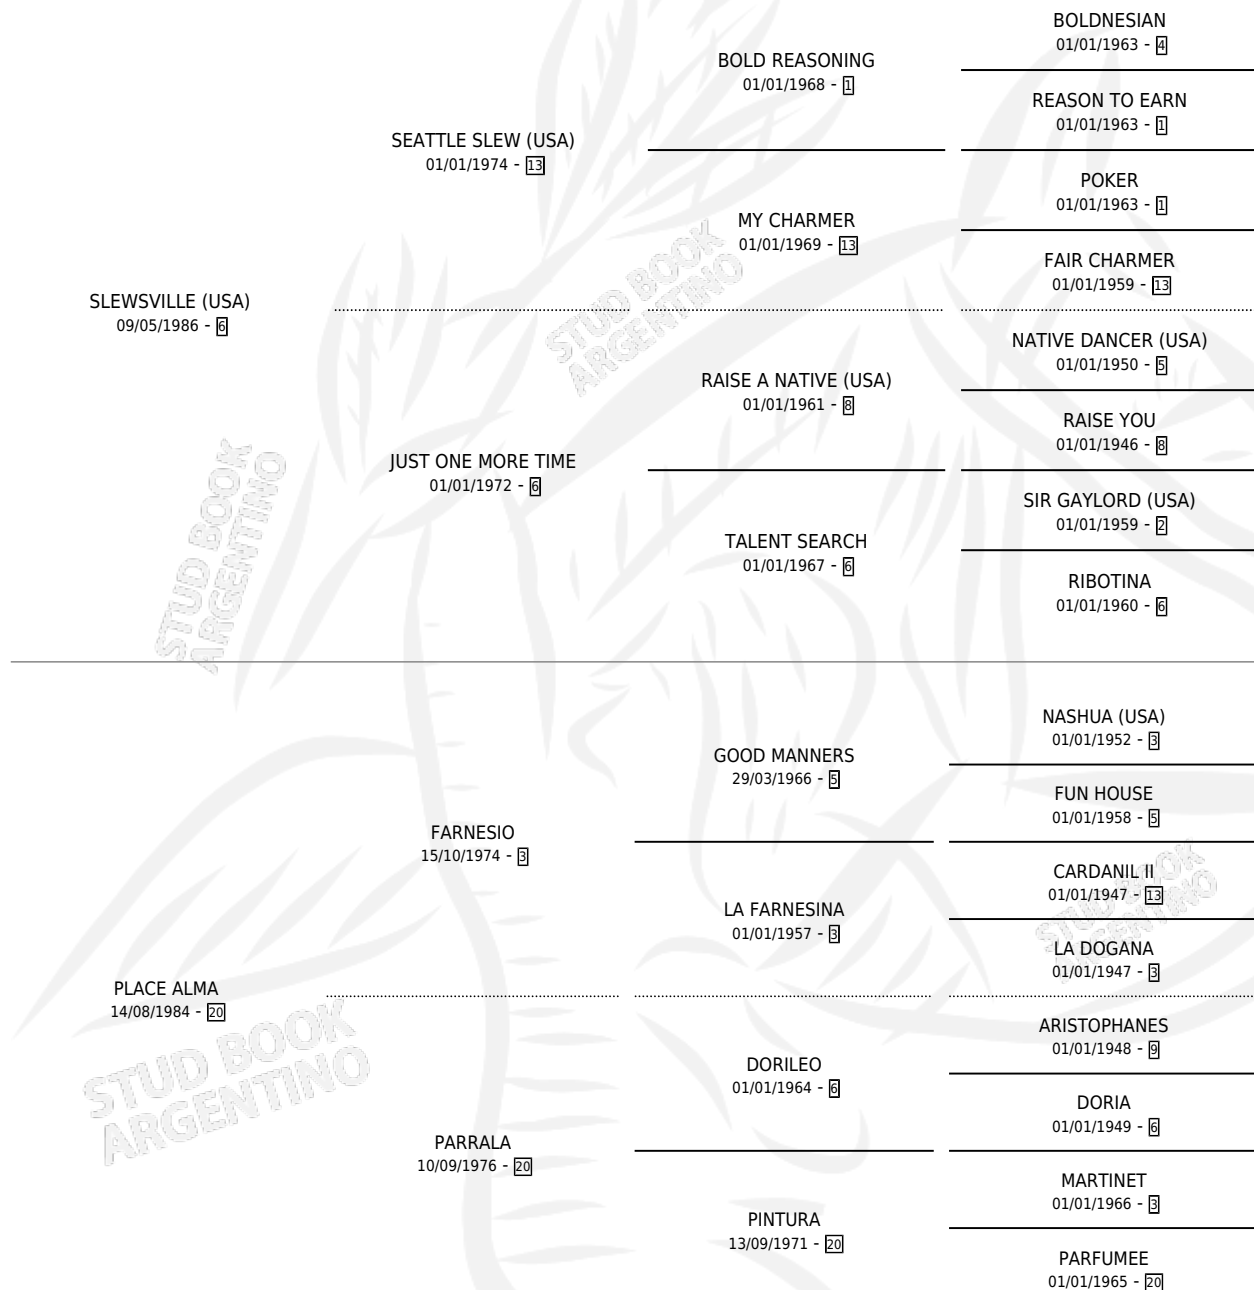 BOLDNESIAN
01/01/1963 - 4
BOLD REASONING
01/01/1968 - 1
REASON TO EARN
01/01/1963 - 1
SEATTLE SLEW (USA)
01/01/1974 - 13
POKER
01/01/1963 - 1
MY CHARMER
01/01/1969 - 13
FAIR CHARMER
01/01/1959 - 13
SLEWSVILLE (USA)
09/05/1986 - 6
NATIVE DANCER (USA)
01/01/1950 - 5
RAISE A NATIVE (USA)
01/01/1961 - 8
RAISE YOU
01/01/1946 - 8
JUST ONE MORE TIME
01/01/1972 - 6
SIR GAYLORD (USA)
01/01/1959 - 2
TALENT SEARCH
01/01/1967 - 6
RIBOTINA
01/01/1960 - 6
NASHUA (USA)
01/01/1952 - 3
GOOD MANNERS
29/03/1966 - 5
FUN HOUSE
01/01/1958 - 5
FARNESIO
15/10/1974 - 3
CARDANIL II
01/01/1947 - 13
LA FARNESINA
01/01/1957 - 3
LA DOGANA
01/01/1947 - 3
PLACE ALMA
14/08/1984 - 20
ARISTOPHANES
01/01/1948 - 9
DORILEO
01/01/1964 - 6
DORIA
01/01/1949 - 6
PARRALA
10/09/1976 - 20
MARTINET
01/01/1966 - 3
PINTURA
13/09/1971 - 20
PARFUMEE
01/01/1965 - 20
STUD BOOK
ARGENTINO
STUD BOOK
ARGENTINO
STUD BOOK
ARGENTINO
STUD BOOK
ARGENTINO